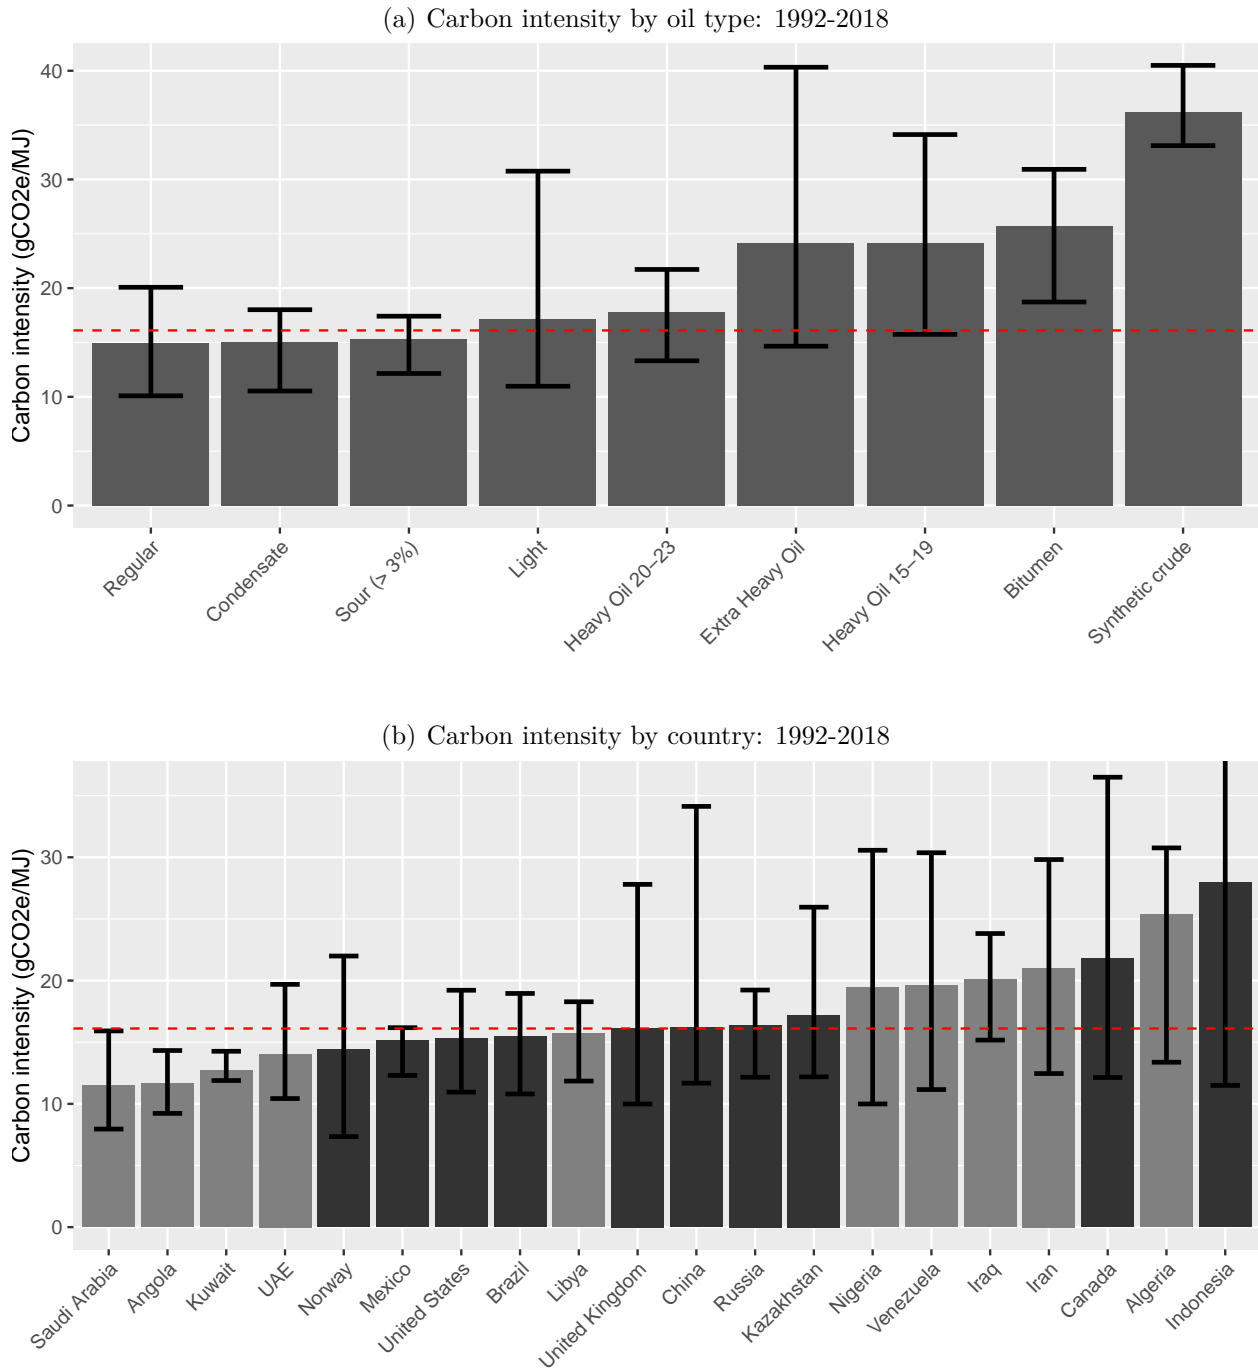 (a) Carbon intensity by oil type: 1992-2018
Carbon intensity (gCO2e/MJ)
40
30
20
10
0
Regular
Condensate
Sour (> 3%)
Light
Heavy Oil 20–23
Extra Heavy Oil
Heavy Oil 15–19
Bitumen
Synthetic crude
(b) Carbon intensity by country: 1992-2018
Carbon intensity (gCO2e/MJ)
30
20
10
0
Saudi Arabia
Angola
Kuwait
UAE
Norway
Mexico
United States
Brazil
Libya
United Kingdom
China
Russia
Kazakhstan
Nigeria
Venezuela
Iraq
Iran
Canada
Algeria
Indonesia